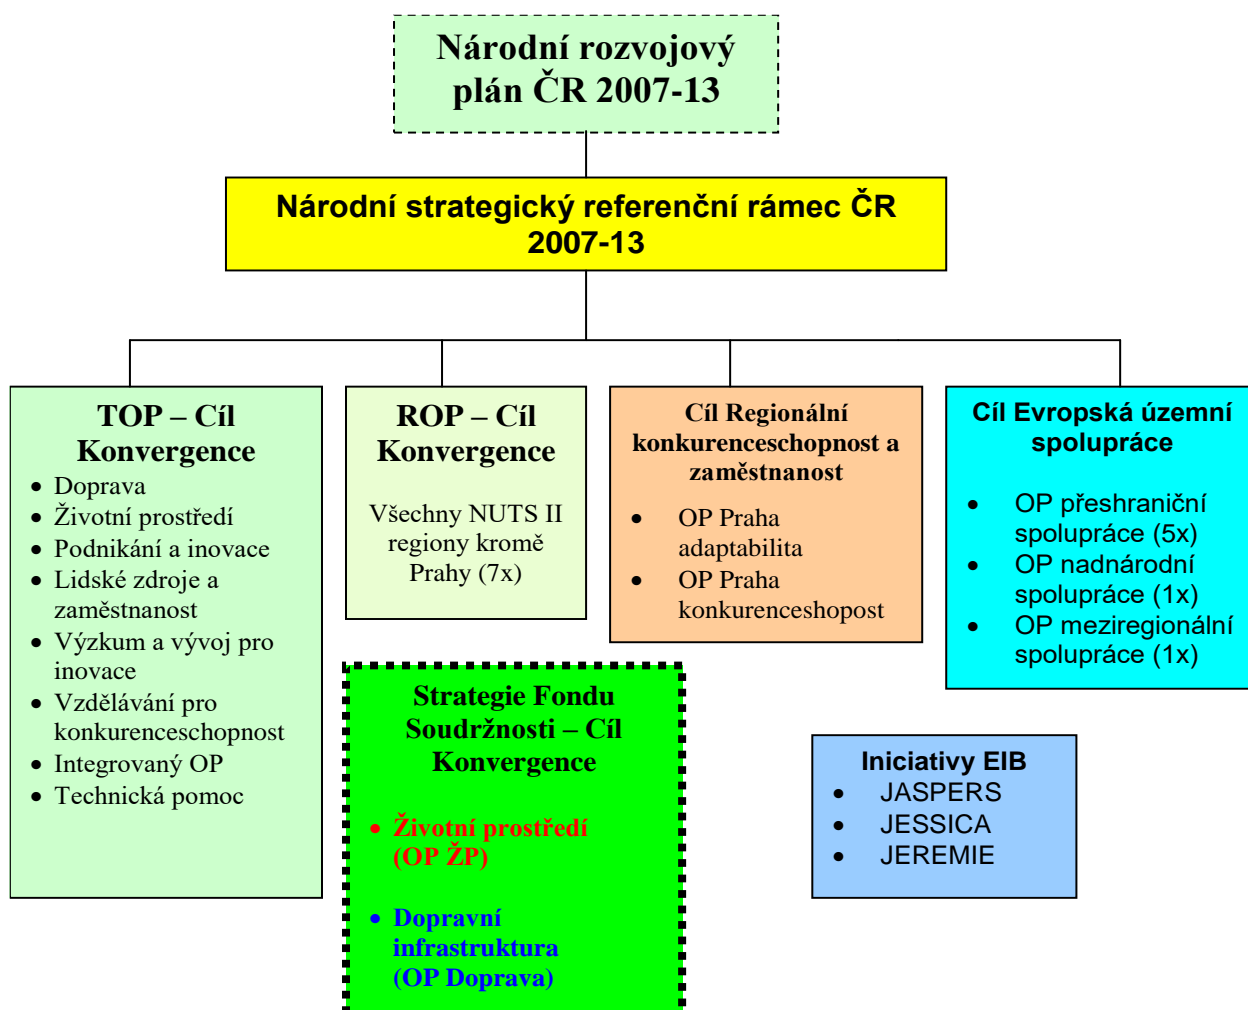 Národní rozvojový
plán ČR 2007-13
Národní strategický referenční rámec ČR
2007-13
TOP – Cíl
Konvergence
• Doprava
• Životní prostředí
• Podnikání a inovace
• Lidské zdroje a
zaměstnanost
• Výzkum a vývoj pro
inovace
• Vzdělávání pro
konkurenceschopnost
• Integrovaný OP
• Technická pomoc
ROP – Cíl
Konvergence
Všechny NUTS II
regiony kromě
Prahy (7x)
Cíl Regionální
konkurenceschopnost a
zaměstnanost
• OP Praha
adaptabilita
• OP Praha
konkurenceshopost
Cíl Evropská územní
spolupráce
• OP přeshraniční
spolupráce (5x)
• OP nadnárodní
spolupráce (1x)
• OP meziregionální
spolupráce (1x)
Strategie Fondu
Soudržnosti – Cíl
Konvergence
• Životní prostředí
(OP ŽP)
• Dopravní
infrastruktura
(OP Doprava)
Iniciativy EIB
• JASPERS
• JESSICA
• JEREMIE